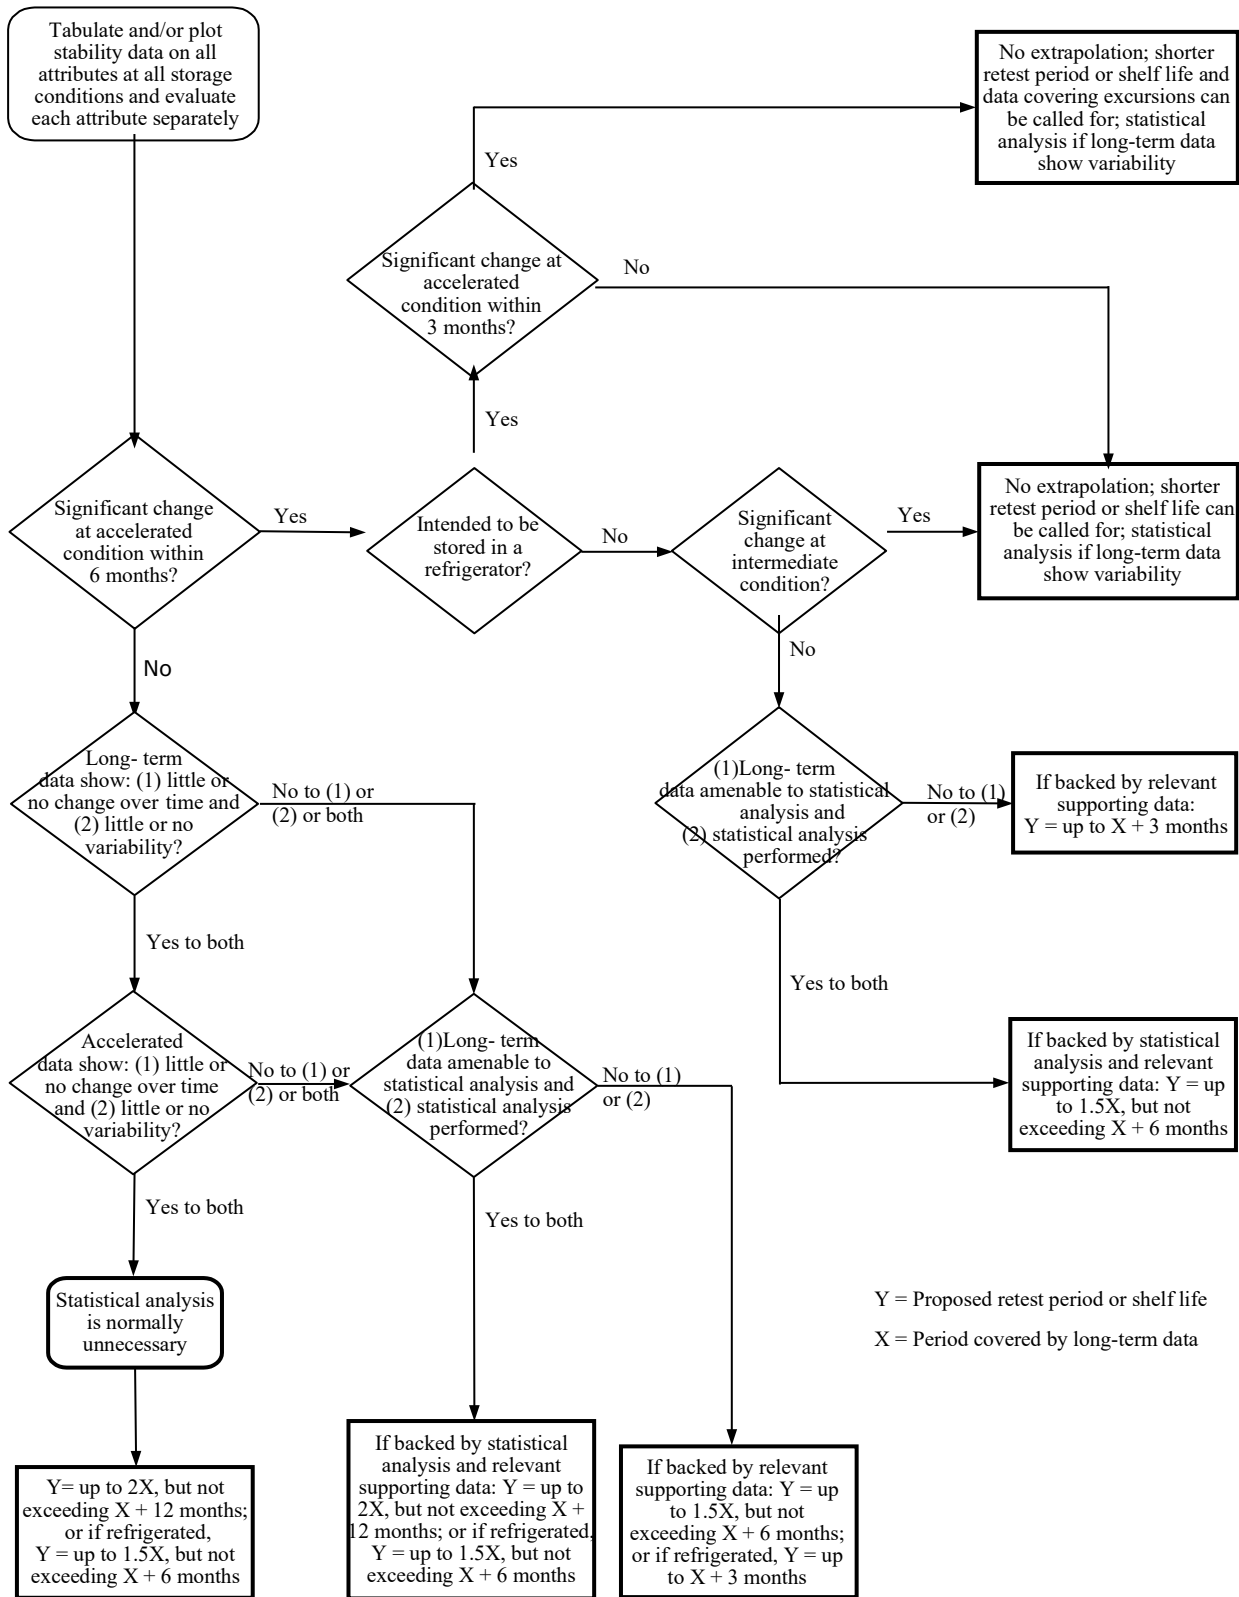 Tabulate and/or plot
stability data on all
attributes at all storage
conditions and evaluate
each attribute separately
No extrapolation; shorter
retest period or shelf life and
data covering excursions can
be called for; statistical
analysis if long-term data
show variability
Yes
Significant change at
accelerated
condition within
3 months?
No
Yes
Significant change
at accelerated
condition within
6 months?
Yes
Intended to be
stored in a
refrigerator?
No
Significant
change at
intermediate
condition?
Yes
No extrapolation; shorter
retest period or shelf life can
be called for; statistical
analysis if long-term data
show variability
No
No
Long- term
data show: (1) little or
no change over time and
(2) little or no
variability?
No to (1) or
(2) or both
(1)Long- term
data amenable to statistical
analysis and
(2) statistical analysis
performed?
No to (1)
or (2)
If backed by relevant
supporting data:
Y = up to X + 3 months
Yes to both
Yes to both
Accelerated
data show: (1) little or
no change over time
and (2) little or no
variability?
No to (1) or
(2) or both
(1)Long- term
data amenable to
statistical analysis and
(2) statistical analysis
performed?
No to (1)
or (2)
If backed by statistical
analysis and relevant
supporting data: Y = up
to 1.5X, but not
exceeding X + 6 months
Yes to both
Yes to both
Statistical analysis
is normally
unnecessary
Y = Proposed retest period or shelf life
X = Period covered by long-term data
Y= up to 2X, but not
exceeding X + 12 months;
or if refrigerated,
Y = up to 1.5X, but not
exceeding X + 6 months
If backed by statistical
analysis and relevant
supporting data: Y = up to
2X, but not exceeding X +
12 months; or if refrigerated,
Y = up to 1.5X, but not
exceeding X + 6 months
If backed by relevant
supporting data: Y = up
to 1.5X, but not
exceeding X + 6 months;
or if refrigerated, Y = up
to X + 3 months